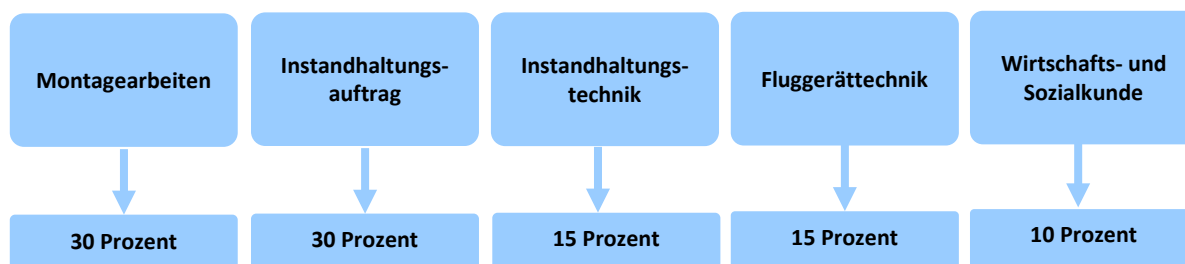 Montagearbeiten
Instandhaltungs-
auftrag
Instandhaltungs-
technik
Fluggerättechnik
Wirtschafts- und
Sozialkunde
30 Prozent
30 Prozent
15 Prozent
15 Prozent
10 Prozent